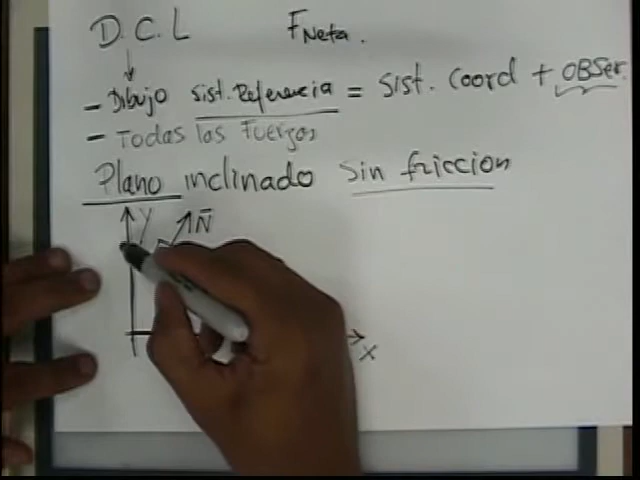 D.C.L FNeta.
- Dibujo sist. Referencia = sist. Coord + OBSer.
- Todas las Fuerzas
Plano inclinado sin friccion
y N
x